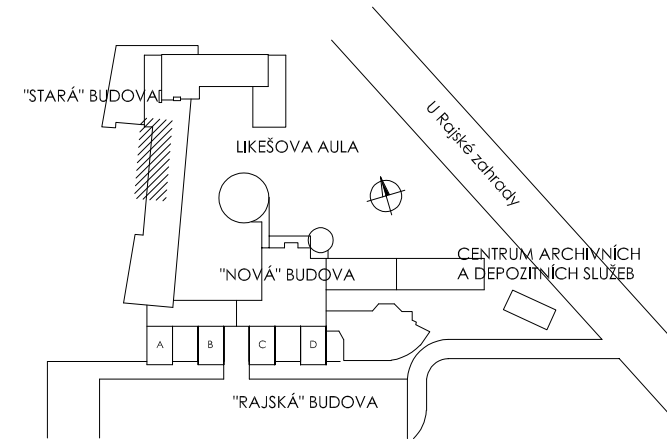 "STARÁ" BUDOVA
LIKEŠOVA AULA
U Rajské zahrady
"NOVÁ" BUDOVA
CENTRUM ARCHIVNÍCH
A DEPOZITNÍCH SLUŽEB
A
B
C
D
"RAJSKÁ" BUDOVA